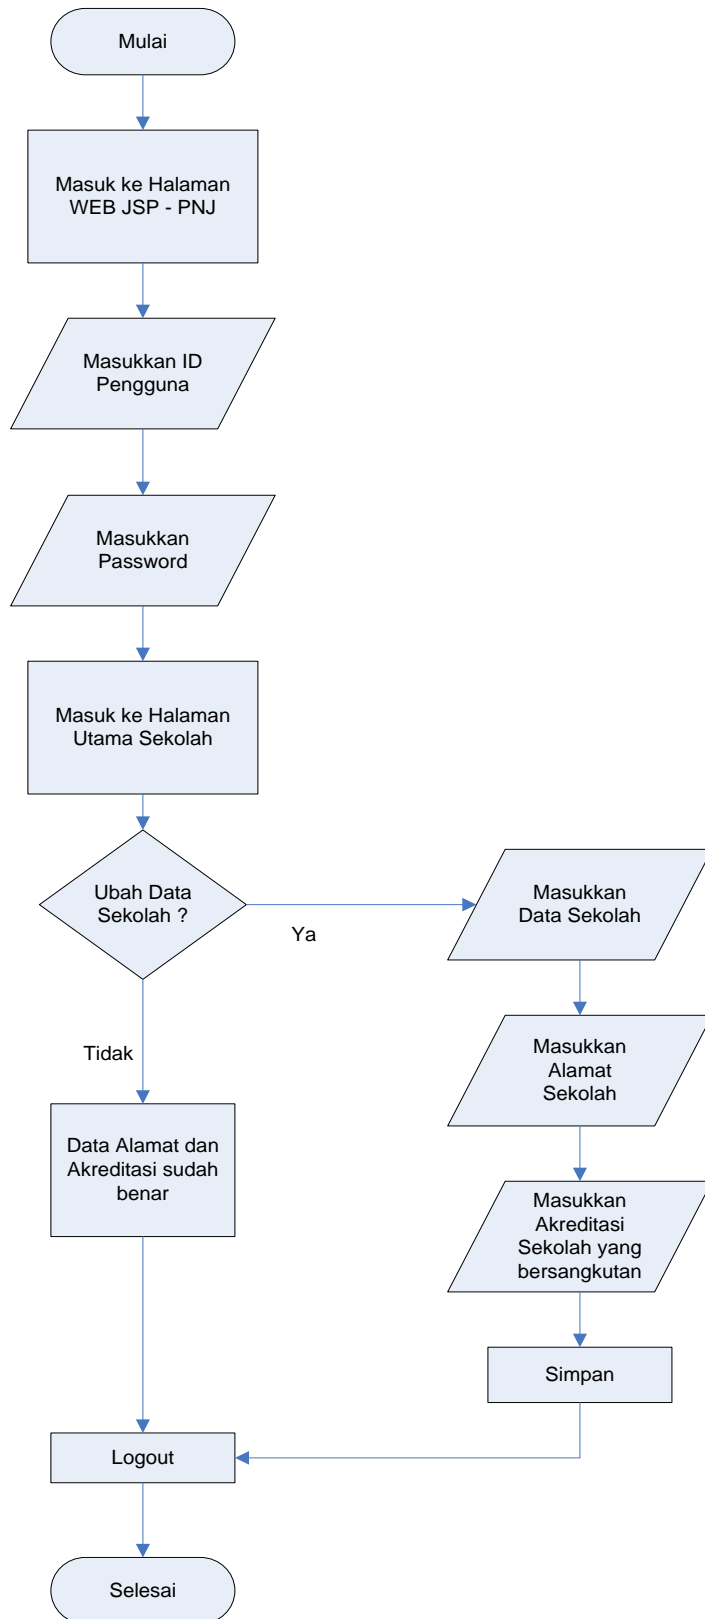 Mulai
Masuk ke Halaman
WEB JSP - PNJ
Masukkan ID
Pengguna
Masukkan
Password
Masuk ke Halaman
Utama Sekolah
Ubah Data
Sekolah ?
Ya
Masukkan
Data Sekolah
Masukkan
Alamat
Sekolah
Masukkan
Akreditasi
Sekolah yang
bersangkutan
Simpan
Tidak
Data Alamat dan
Akreditasi sudah
benar
Logout
Selesai